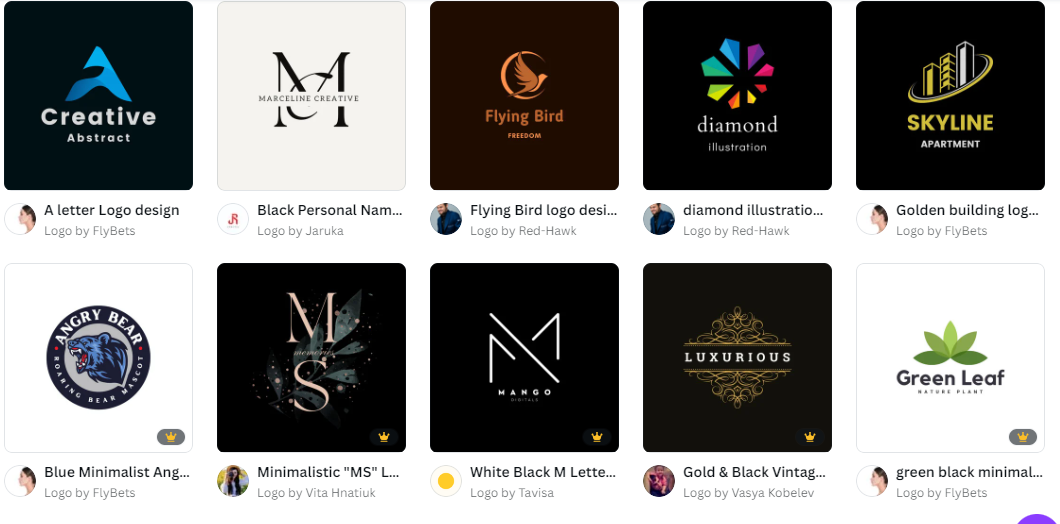 Creative
Abstract
MARCELINE CREATIVE
M
Flying Bird
FREEDOM
diamond
illustration
SKYLINE
APARTMENT
A letter Logo design
Logo by FlyBets
Black Personal Nam...
Logo by Jaruka
Flying Bird logo desi...
Logo by Red-Hawk
diamond illustratio...
Logo by Red-Hawk
Golden building log...
Logo by FlyBets
ANGRY BEAR
ROARING BEAR MASCOT
M
memories
S
M
MANGO
DIGITALS
LUXURIOUS
Green Leaf
NATURE PLANT
Blue Minimalist Ang...
Logo by FlyBets
Minimalistic "MS" L...
Logo by Vita Hnatiuk
White Black M Lette...
Logo by Tavisa
Gold & Black Vintag...
Logo by Vasya Kobelev
green black minimal...
Logo by FlyBets